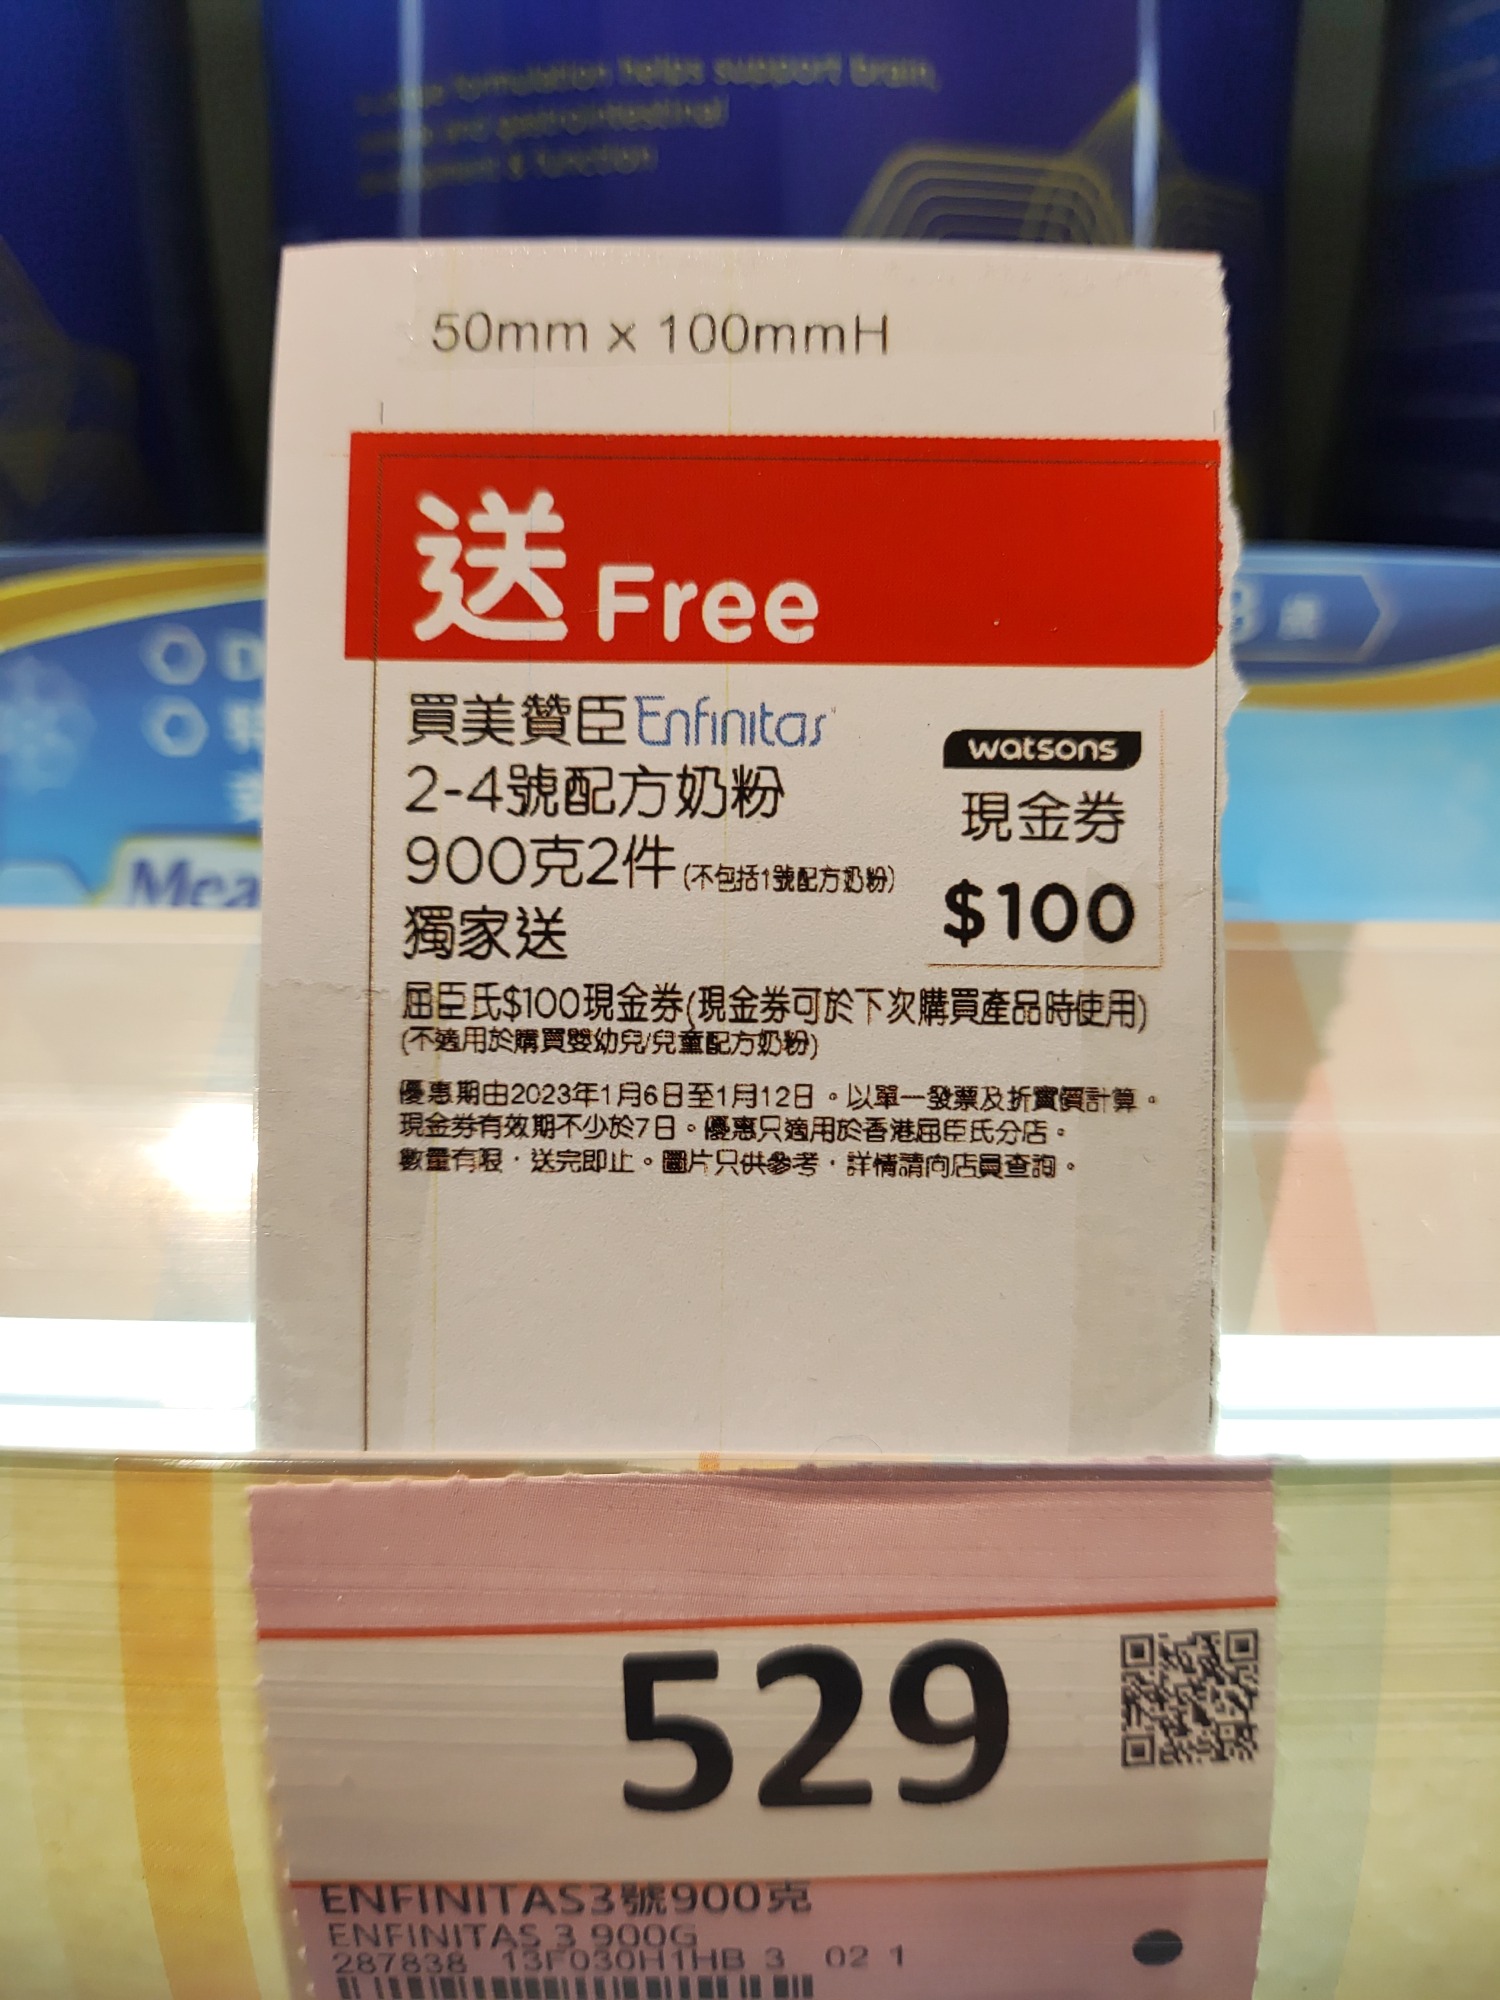 formulation helps support brain,
gastrointestinal
& function
50mm x 100mmH
送 Free
買美贊臣Enfinitas
2-4號配方奶粉
900克2件(不包括1號配方奶粉)
獨家送
watsons
現金券
$100
屈臣氏$100現金券(現金券可於下次購買產品時使用)
(不適用於購買嬰幼兒/兒童配方奶粉)
優惠期由2023年1月6日至1月12日。以單一發票及折實價計算。
現金券有效期不少於7日。優惠只適用於香港屈臣氏分店。
數量有限，送完即止。圖片只供參考，詳情請向店員查詢。
Mea
529
ENFINITAS3號900克
ENFINITAS 3 900G
287838 13F030H1HB 3 02 1